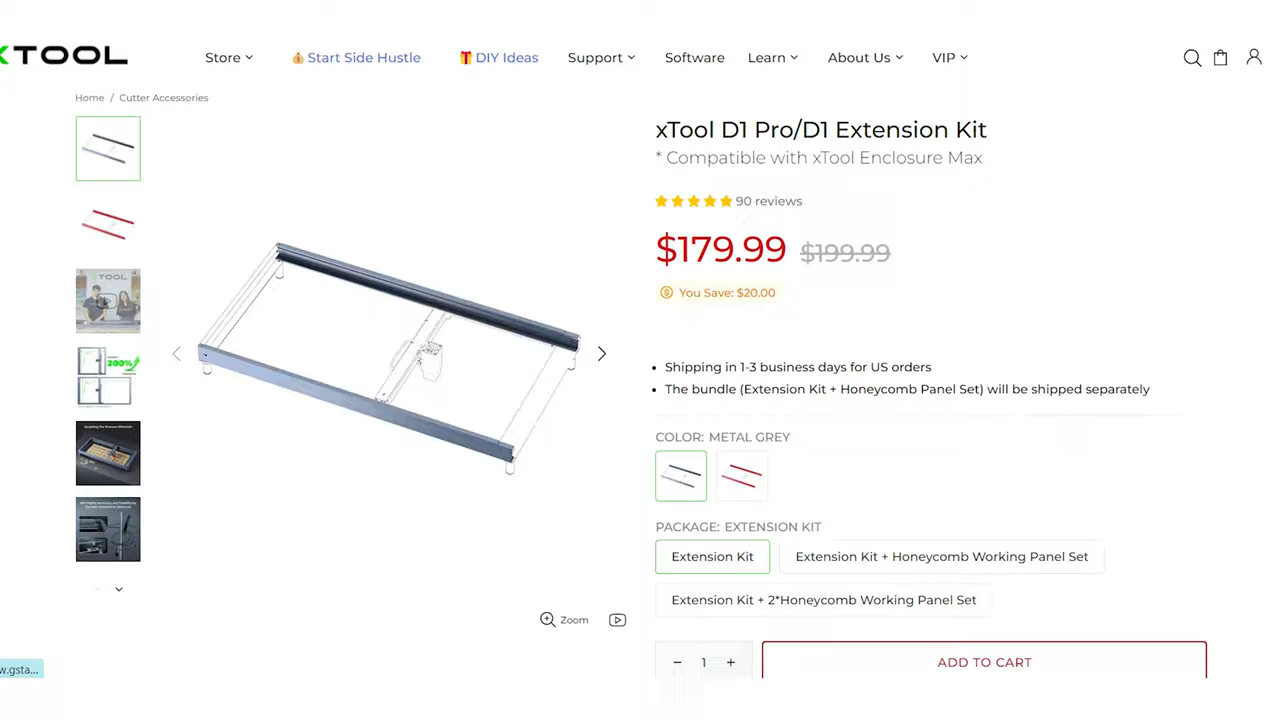 XTOOL
Store
Start Side Hustle
DIY Ideas
Support
Software
Learn
About Us
VIP
Home / Cutter Accessories
xTool D1 Pro/D1 Extension Kit
* Compatible with xTool Enclosure Max
90 reviews
$179.99 $199.99
You Save: $20.00
TOOL
200%
Shipping in 1-3 business days for US orders
The bundle (Extension Kit + Honeycomb Panel Set) will be shipped separately
COLOR: METAL GREY
PACKAGE: EXTENSION KIT
Extension Kit
Extension Kit + Honeycomb Working Panel Set
Extension Kit + 2*Honeycomb Working Panel Set
Zoom
− 1 +
ADD TO CART
w.gsta...